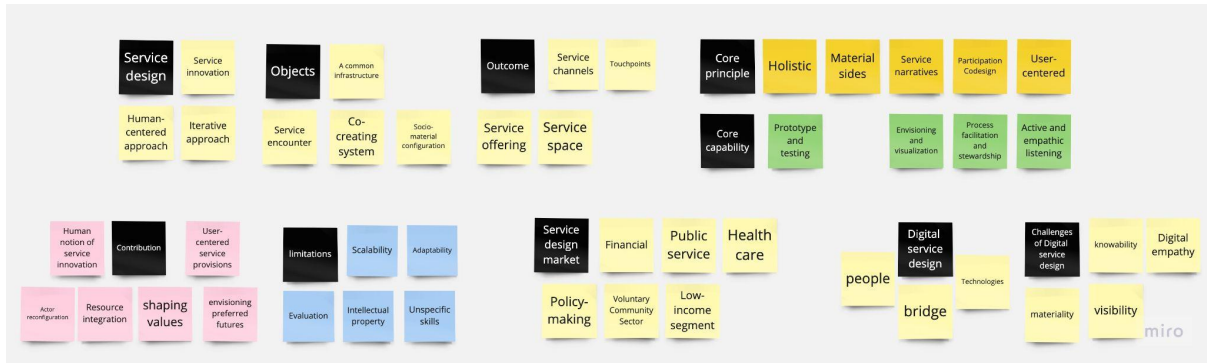 Service
design
Service
innovation
Human-
centered
approach
Iterative
approach
Objects
A common
infrastructure
Service
encounter
Co-
creating
system
Socio-
material
configuration
Outcome
Service
channels
Touchpoints
Service
offering
Service
space
Core
principle
Holistic
Material
sides
Service
narratives
Participation
Codesign
User-
centered
Core
capability
Prototype
and
testing
Envisioning
and
visualization
Process
facilitation
and
stewardship
Active and
empathic
listening
Human
notion of
service
innovation
Contribution
User-
centered
service
provisions
Actor
reconfiguration
Resource
integration
shaping
values
envisioning
preferred
futures
limitations
Scalability
Adaptability
Evaluation
Intellectual
property
Unspecific
skills
Service
design
market
Financial
Public
service
Health
care
Policy-
making
Voluntary
Community
Sector
Low-
income
segment
people
Digital
service
design
Technologies
bridge
Challenges
of Digital
service
design
knowability
Digital
empathy
materiality
visibility
miro